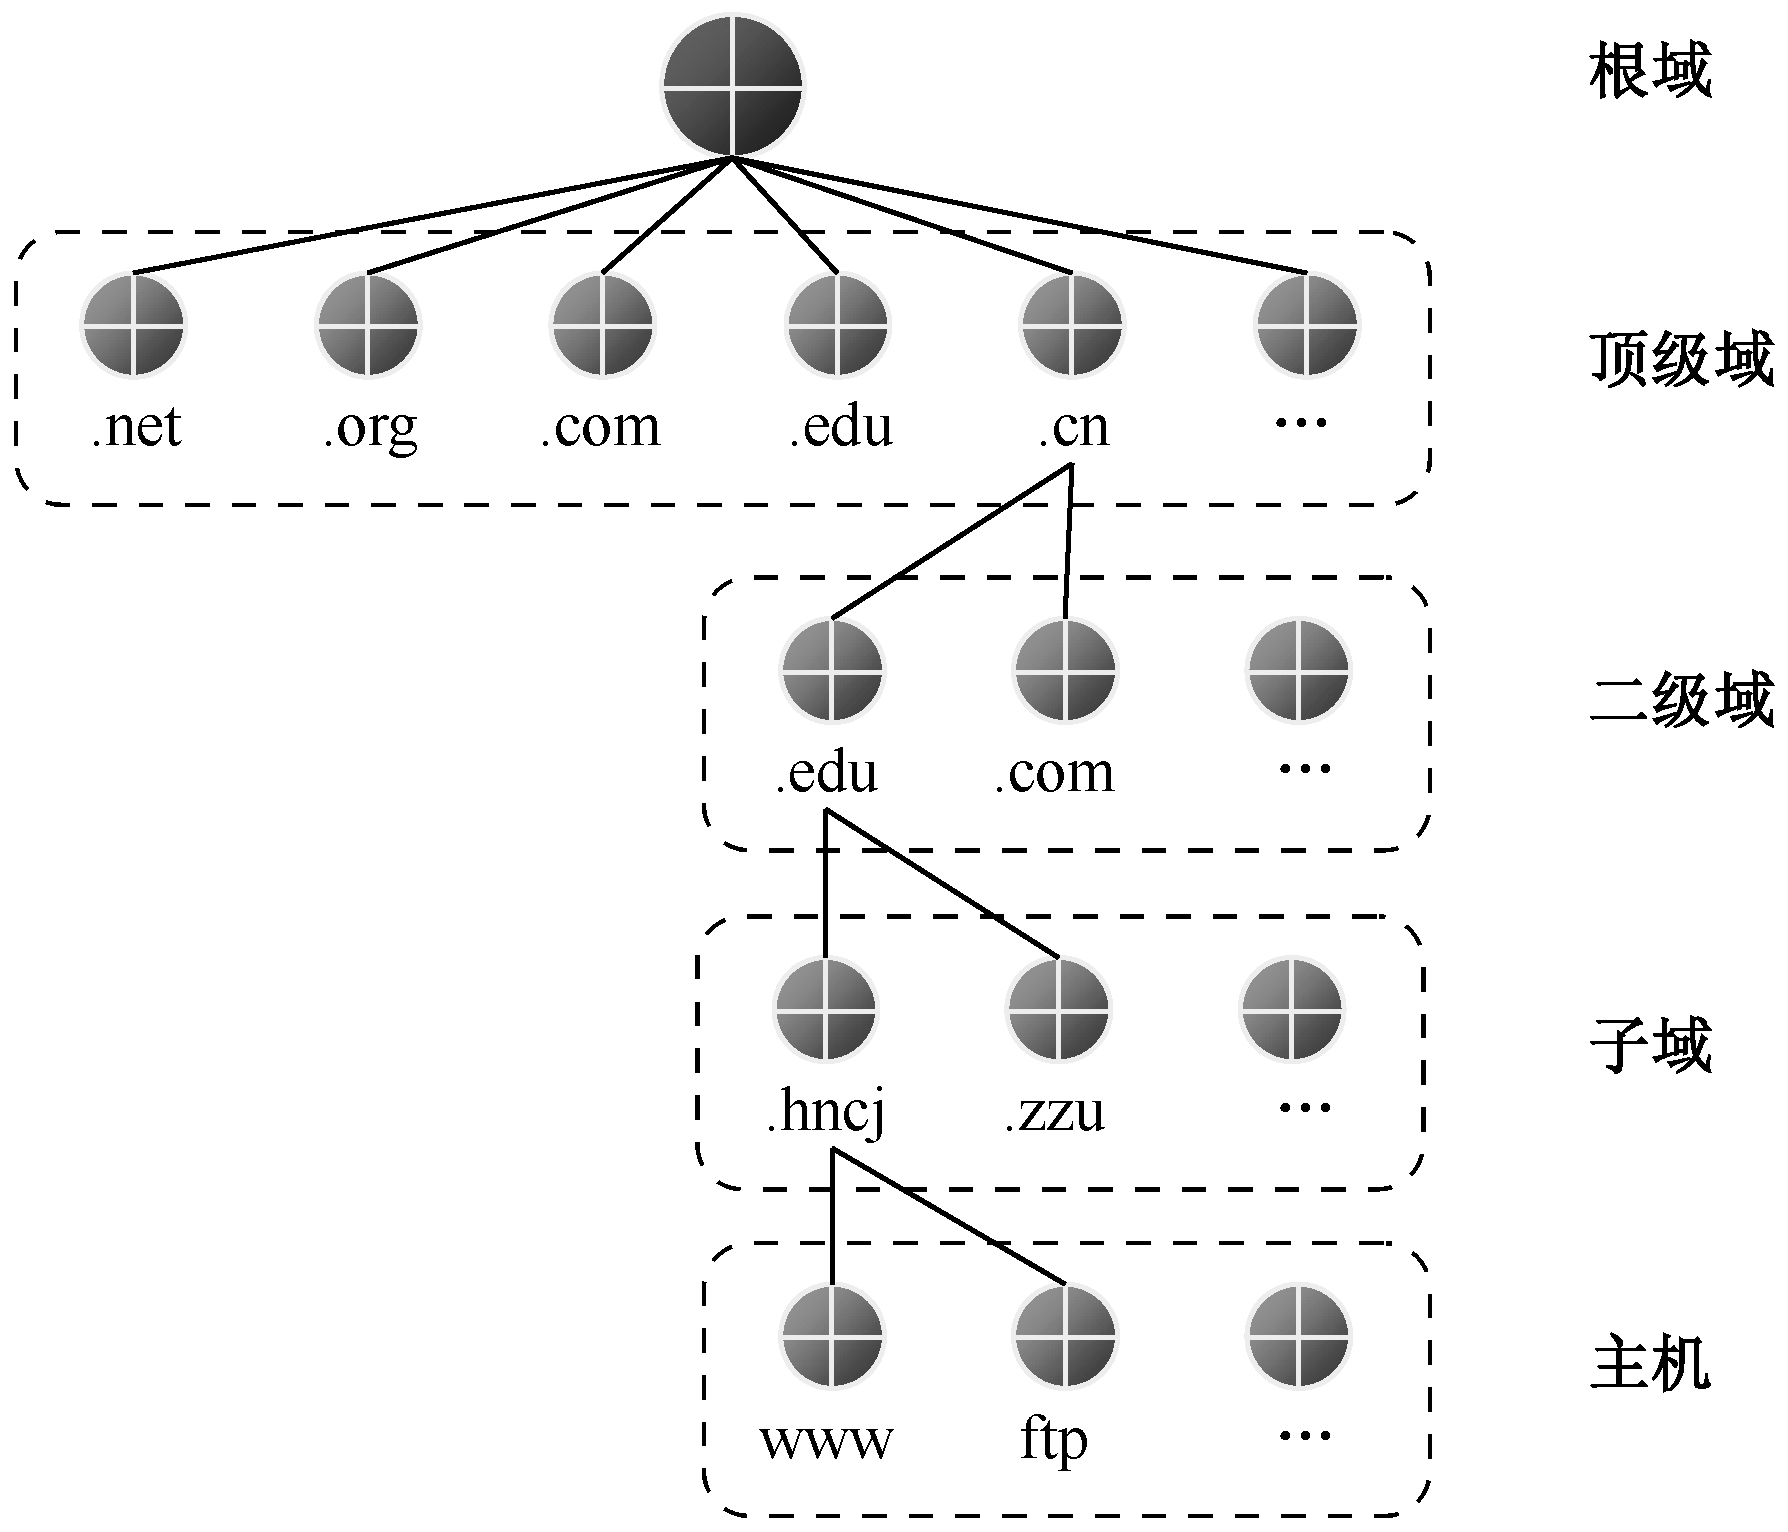 根域
.net .org .com .edu .cn ... 顶级域
.edu .com ... 二级域
.hncj .zzu ... 子域
www ftp ... 主机